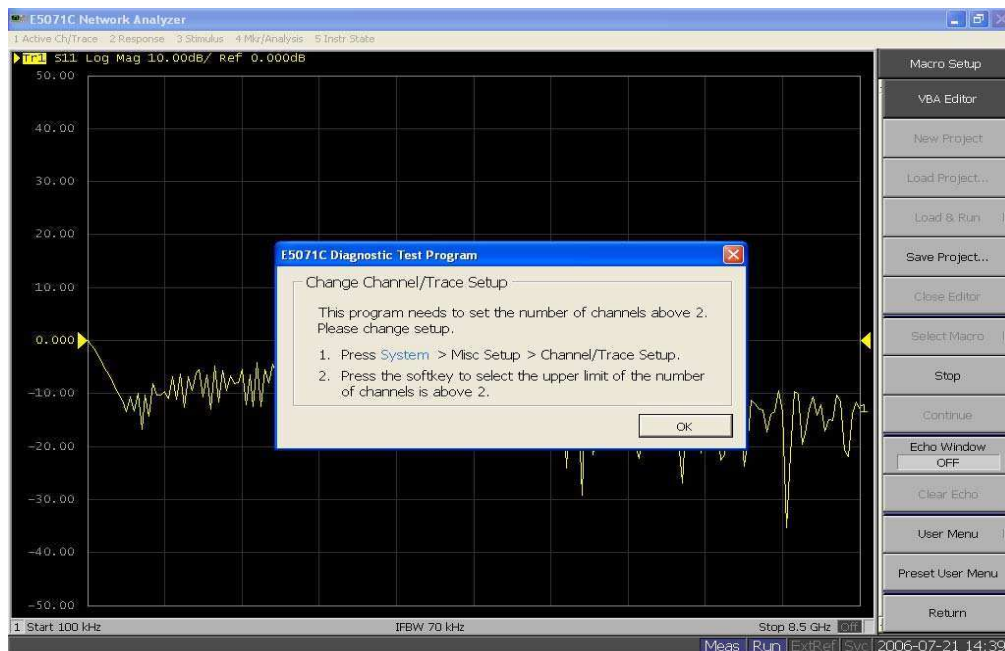 E5071C Network Analyzer
1 Active Ch/Trace 2 Response 3 Stimulus 4 Mkr/Analysis 5 Instr State
Tr1 S11 Log Mag 10.00dB/ Ref 0.000dB
50.00
40.00
30.00
20.00
10.00
0.000
-10.00
-20.00
-30.00
-40.00
-50.00
E5071C Diagnostic Test Program
Change Channel/Trace Setup
This program needs to set the number of channels above 2.
Please change setup.
1. Press System > Misc Setup > Channel/Trace Setup.
2. Press the softkey to select the upper limit of the number
of channels is above 2.
OK
1
Macro Setup
VBA Editor
New Project
Load Project...
Load & Run
Save Project...
Close Editor
Select Macro
Stop
Continue
Echo Window
OFF
Clear Echo
User Menu
Preset User Menu
Return
1 Start 100 kHz IFBW 70 kHz Stop 8.5 GHz Off
Meas Run ExtRef Svc 2006-07-21 14:39